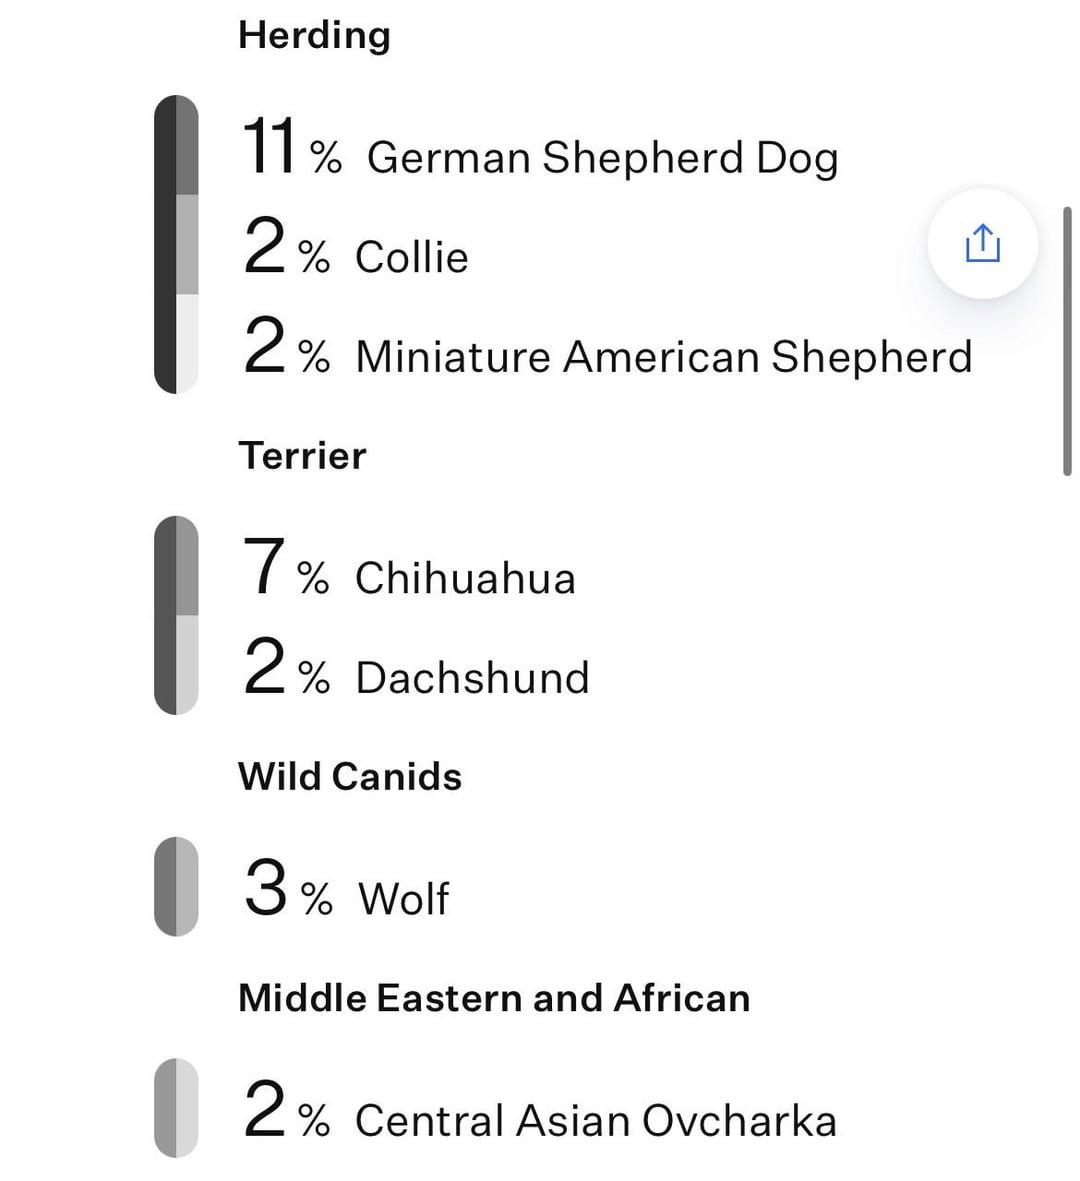 Herding
11 % German Shepherd Dog
2 % Collie
2 % Miniature American Shepherd
Terrier
7 % Chihuahua
2 % Dachshund
Wild Canids
3 % Wolf
Middle Eastern and African
2 % Central Asian Ovcharka